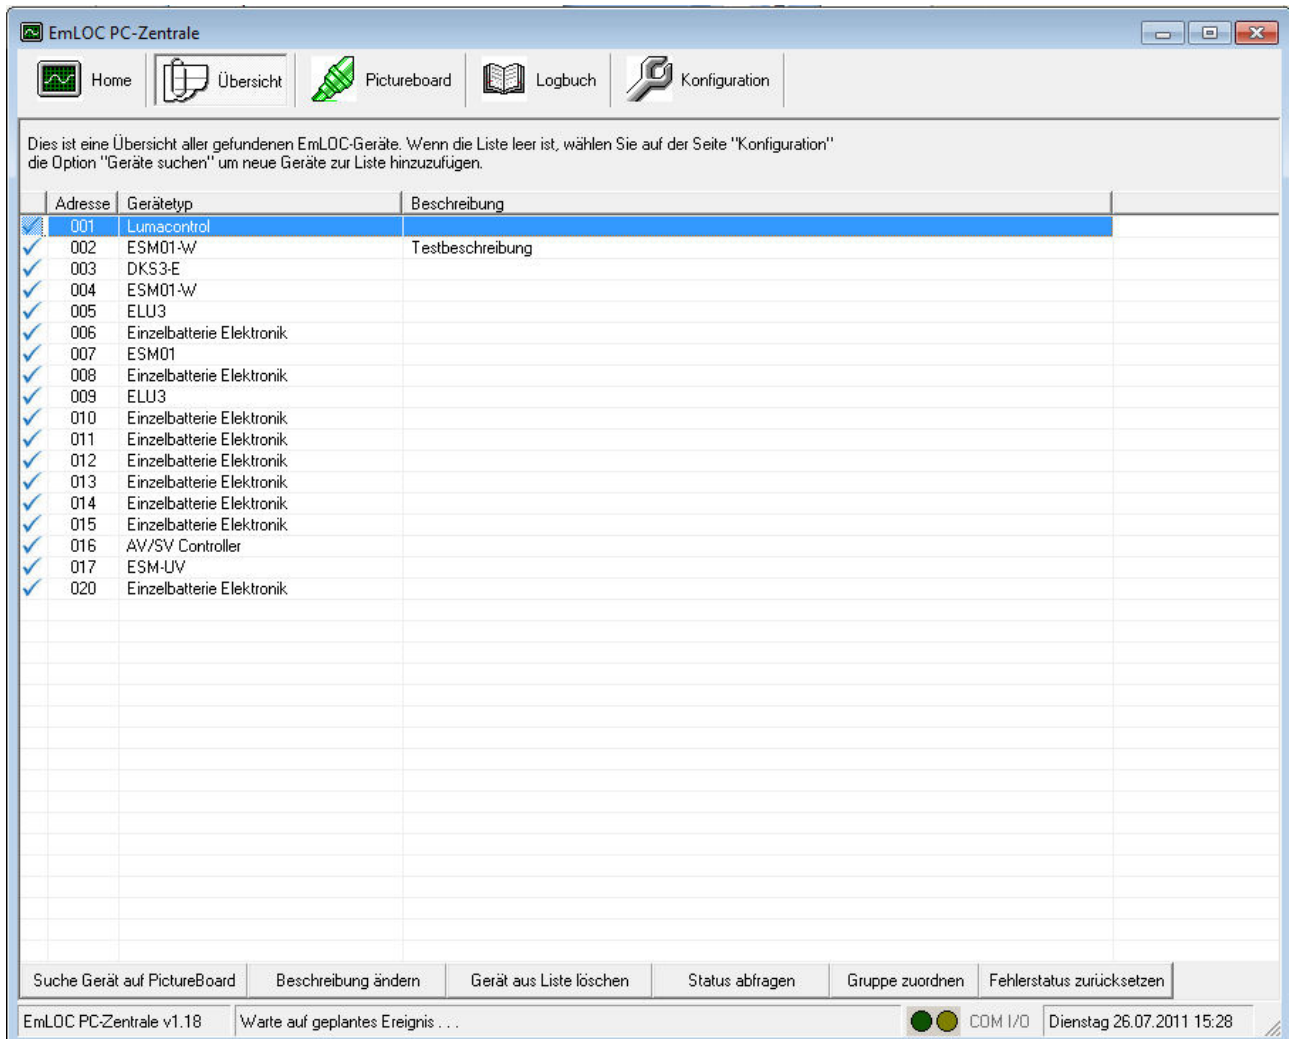 EmLOC PC-Zentrale
Home Übersicht Pictureboard Logbuch Konfiguration
Dies ist eine Übersicht aller gefundenen EmLOC-Geräte. Wenn die Liste leer ist, wählen Sie auf der Seite "Konfiguration"
die Option "Geräte suchen" um neue Geräte zur Liste hinzuzufügen.
Adresse Gerätetyp Beschreibung
001 Lumacontrol
002 ESM01-W Testbeschreibung
003 DKS3-E
004 ESM01-W
005 ELU3
006 Einzelbatterie Elektronik
007 ESM01
008 Einzelbatterie Elektronik
009 ELU3
010 Einzelbatterie Elektronik
011 Einzelbatterie Elektronik
012 Einzelbatterie Elektronik
013 Einzelbatterie Elektronik
014 Einzelbatterie Elektronik
015 Einzelbatterie Elektronik
016 AV/SV Controller
017 ESM-UV
020 Einzelbatterie Elektronik
Suche Gerät auf PictureBoard Beschreibung ändern Gerät aus Liste löschen Status abfragen Gruppe zuordnen Fehlerstatus zurücksetzen
EmLOC PC-Zentrale v1.18 Warte auf geplantes Ereignis . . . COM I/O Dienstag 26.07.2011 15:28